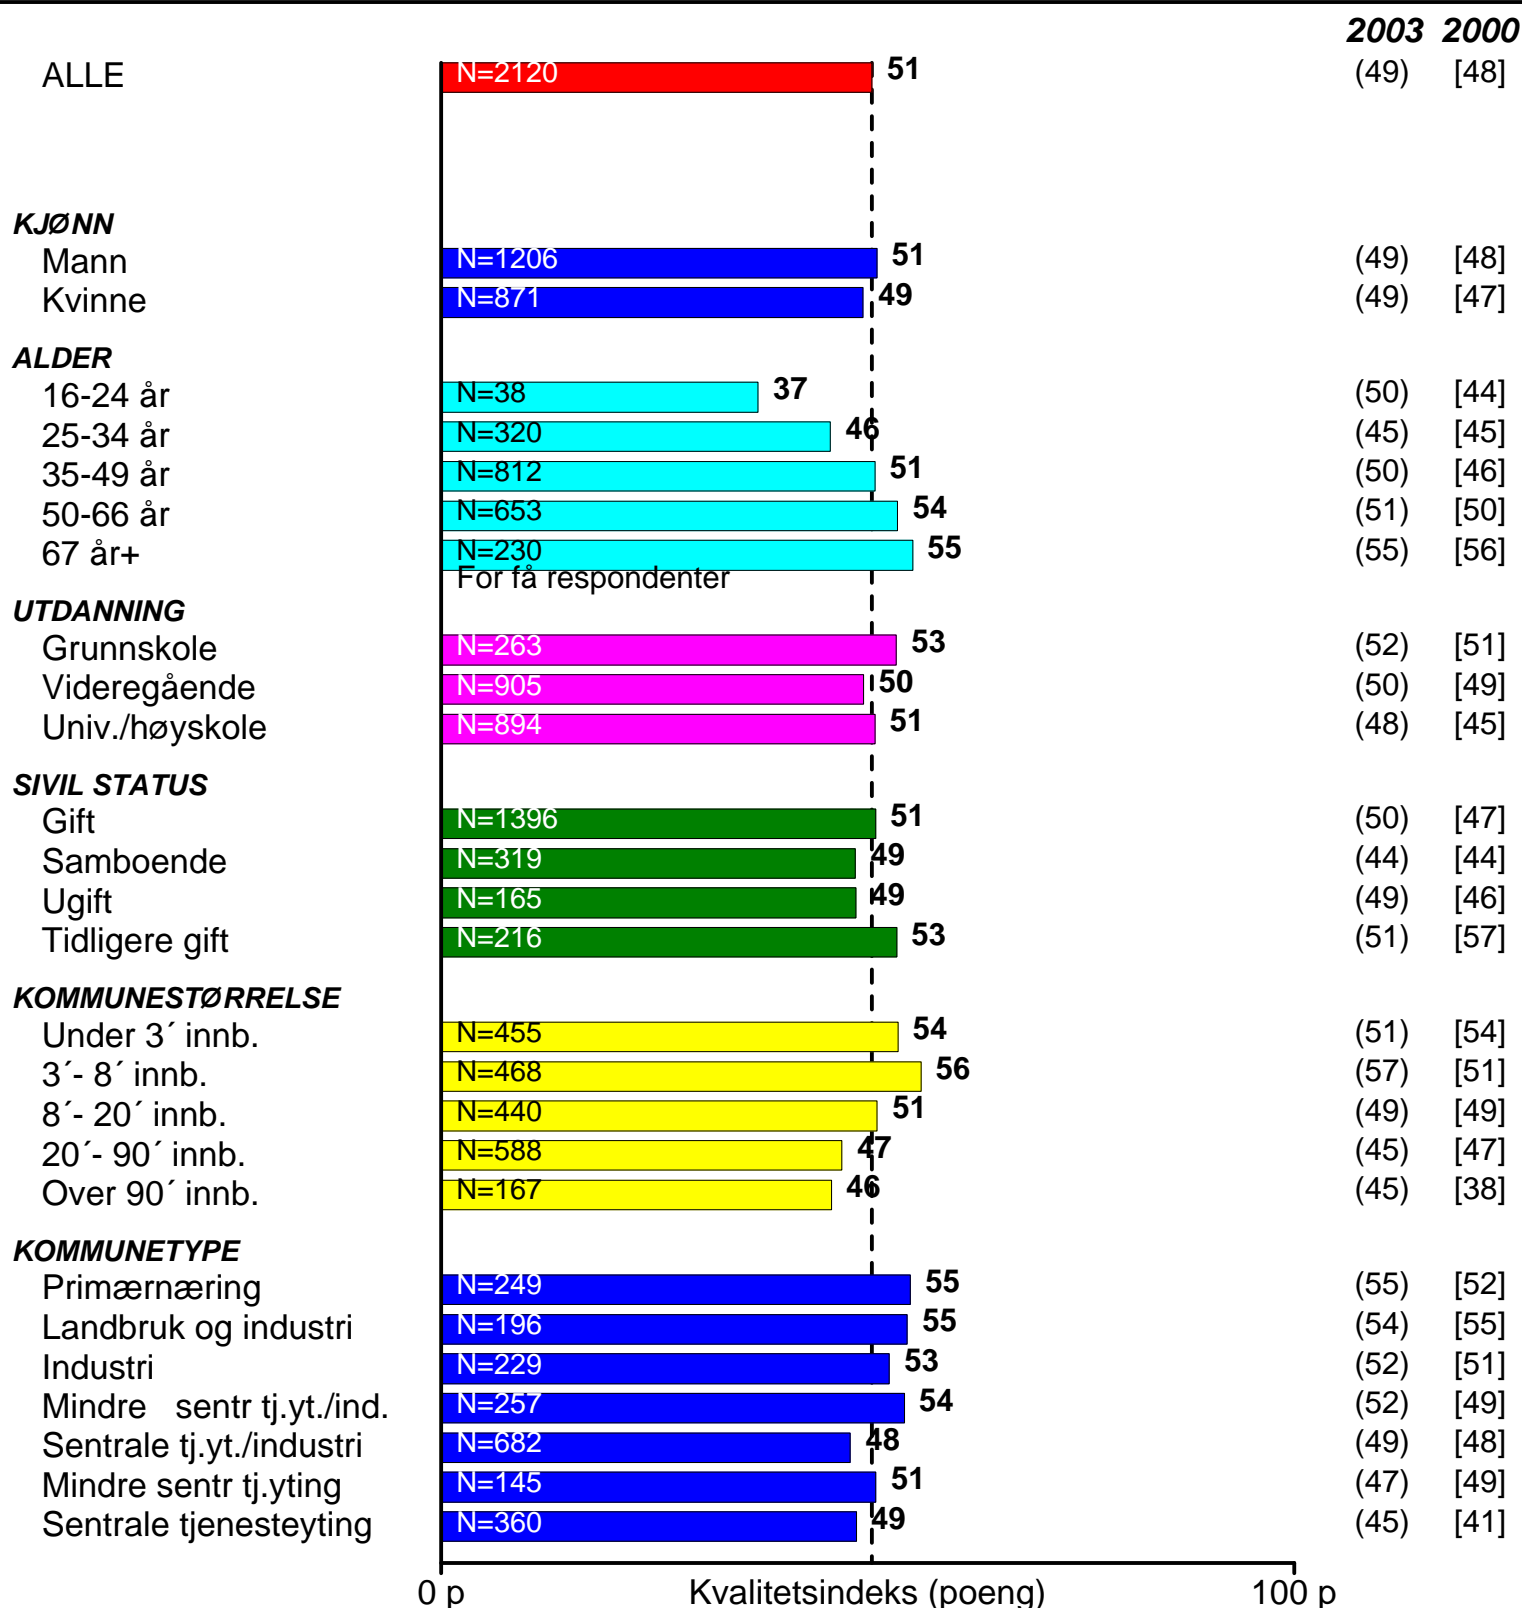 2003 2000
ALLE N=2120 51 (49) [48]
KJØNN
Mann N=1206 51 (49) [48]
Kvinne N=871 49 (49) [47]
ALDER
16-24 år N=38 37 (50) [44]
25-34 år N=320 46 (45) [45]
35-49 år N=812 51 (50) [46]
50-66 år N=653 54 (51) [50]
67 år+ N=230 55 (55) [56]
For få respondenter
UTDANNING
Grunnskole N=263 53 (52) [51]
Videregående N=905 50 (50) [49]
Univ./høyskole N=894 51 (48) [45]
SIVIL STATUS
Gift N=1396 51 (50) [47]
Samboende N=319 49 (44) [44]
Ugift N=165 49 (49) [46]
Tidligere gift N=216 53 (51) [57]
KOMMUNESTØRRELSE
Under 3´ innb. N=455 54 (51) [54]
3´- 8´ innb. N=468 56 (57) [51]
8´- 20´ innb. N=440 51 (49) [49]
20´- 90´ innb. N=588 47 (45) [47]
Over 90´ innb. N=167 46 (45) [38]
KOMMUNETYPE
Primærnæring N=249 55 (55) [52]
Landbruk og industri N=196 55 (54) [55]
Industri N=229 53 (52) [51]
Mindre sentr tj.yt./ind. N=257 54 (52) [49]
Sentrale tj.yt./industri N=682 48 (49) [48]
Mindre sentr tj.yting N=145 51 (47) [49]
Sentrale tjenesteyting N=360 49 (45) [41]
0 p Kvalitetsindeks (poeng) 100 p